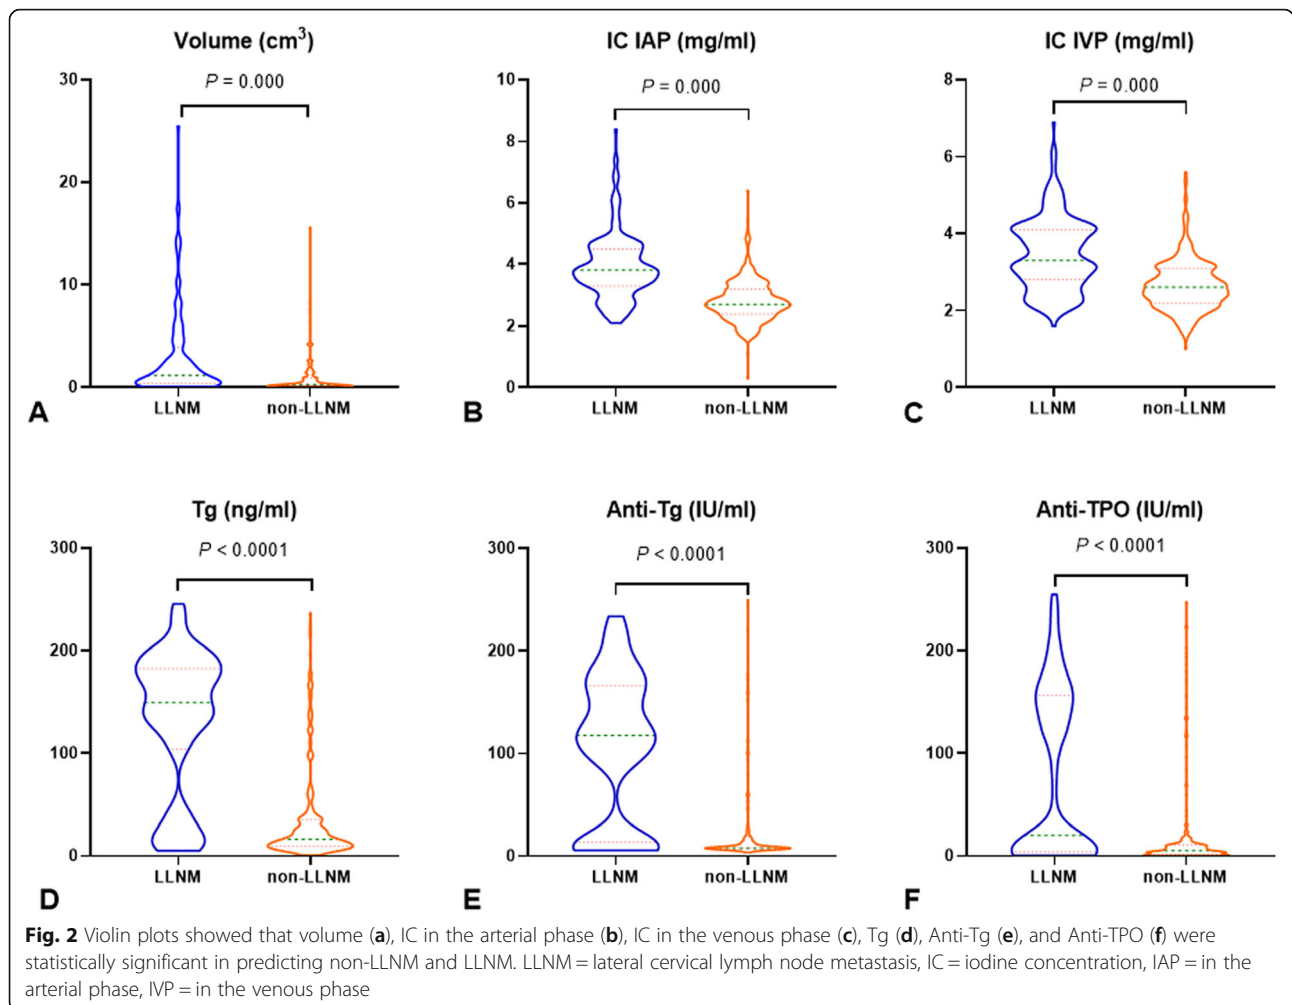 Volume (cm³)
P = 0.000
30
20
10
0
LLNM non-LLNM
A
IC IAP (mg/ml)
P = 0.000
10
8
6
4
2
0
LLNM non-LLNM
B
IC IVP (mg/ml)
P = 0.000
8
6
4
2
0
LLNM non-LLNM
C
Tg (ng/ml)
P < 0.0001
300
200
100
0
LLNM non-LLNM
D
Anti-Tg (IU/ml)
P < 0.0001
300
200
100
0
LLNM non-LLNM
E
Anti-TPO (IU/ml)
P < 0.0001
300
200
100
0
LLNM non-LLNM
F
Fig. 2 Violin plots showed that volume (a), IC in the arterial phase (b), IC in the venous phase (c), Tg (d), Anti-Tg (e), and Anti-TPO (f) were
statistically significant in predicting non-LLNM and LLNM. LLNM = lateral cervical lymph node metastasis, IC = iodine concentration, IAP = in the
arterial phase, IVP = in the venous phase